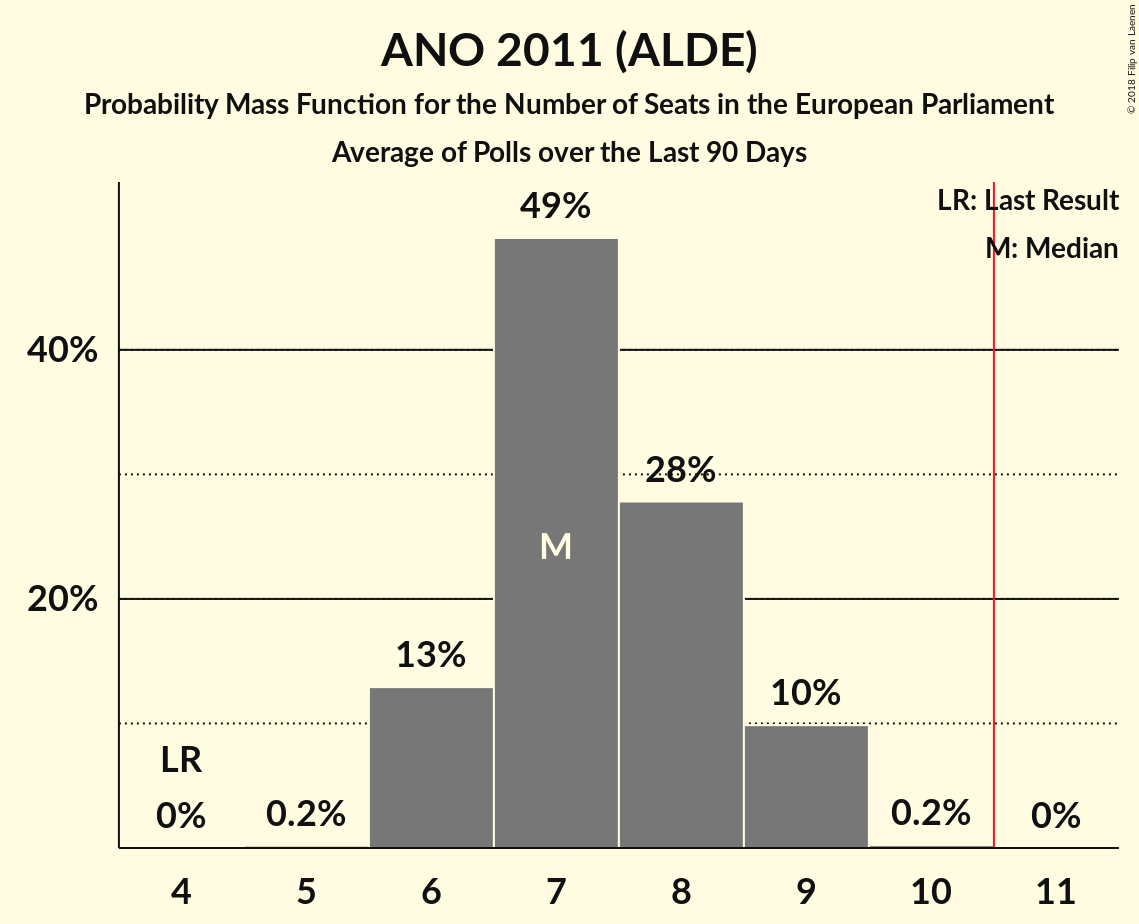 ANO 2011 (ALDE)
Probability Mass Function for the Number of Seats in the European Parliament
Average of Polls over the Last 90 Days
© 2018 Filip van Laenen
LR: Last Result
M: Median
49%
40%
28%
M
20%
13%
10%
LR
0%
0.2%
0.2%
0%
4 5 6 7 8 9 10 11